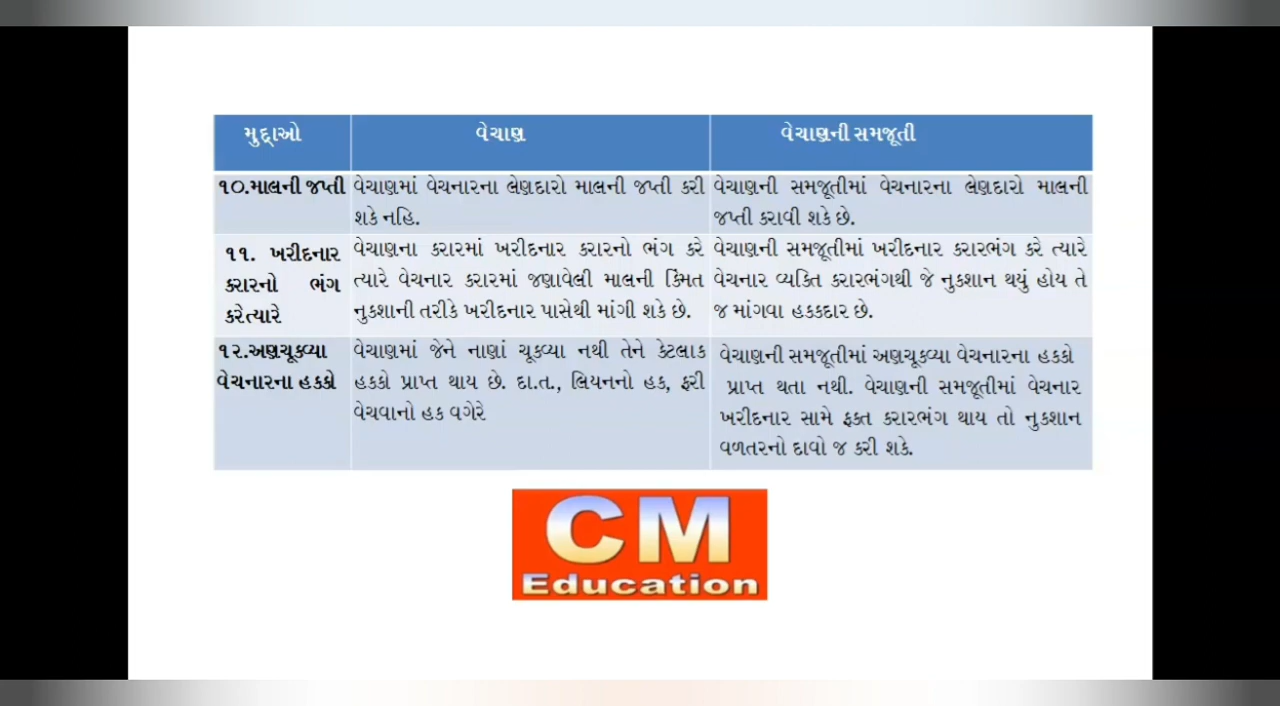 મુદ્દાઓ વેચાણ વેચાણની સમજૂતી
૧૦.માલની જપ્તી
વેચાણમાં વેચનારના લેણદારો માલની જપ્તી કરી
શકે નહિ.
વેચાણની સમજૂતીમાં વેચનારના લેણદારો માલની
જપ્તી કરાવી શકે છે.
૧૧. ખરીદનાર
કરારનો ભંગ
કરેત્યારે
વેચાણના કરારમાં ખરીદનાર કરારનો ભંગ કરે
ત્યારે વેચનાર કરારમાં જણાવેલી માલની કિંમત
નુકશાની તરીકે ખરીદનાર પાસેથી માંગી શકે છે.
વેચાણની સમજૂતીમાં ખરીદનાર કરારભંગ કરે ત્યારે
વેચનાર વ્યકિત કરારભંગથી જે નુકશાન થયું હોય તે
જ માંગવા હકકદાર છે.
૧૨.અણચૂકવ્યા
વેચનારના હકકો
વેચાણમાં જેને નાણાં ચૂકવ્યા નથી તેને કેટલાક
હકકો પ્રાપ્ત થાય છે. દા.ત., લિયનનો હક, ફરી
વેચવાનો હક વગેરે
વેચાણની સમજૂતીમાં અણચૂકવ્યા વેચનારના હકકો
પ્રાપ્ત થતા નથી. વેચાણની સમજૂતીમાં વેચનાર
ખરીદનાર સામે ફકત કરારભંગ થાય તો નુકશાન
વળતરનો દાવો જ કરી શકે.
CM
Education